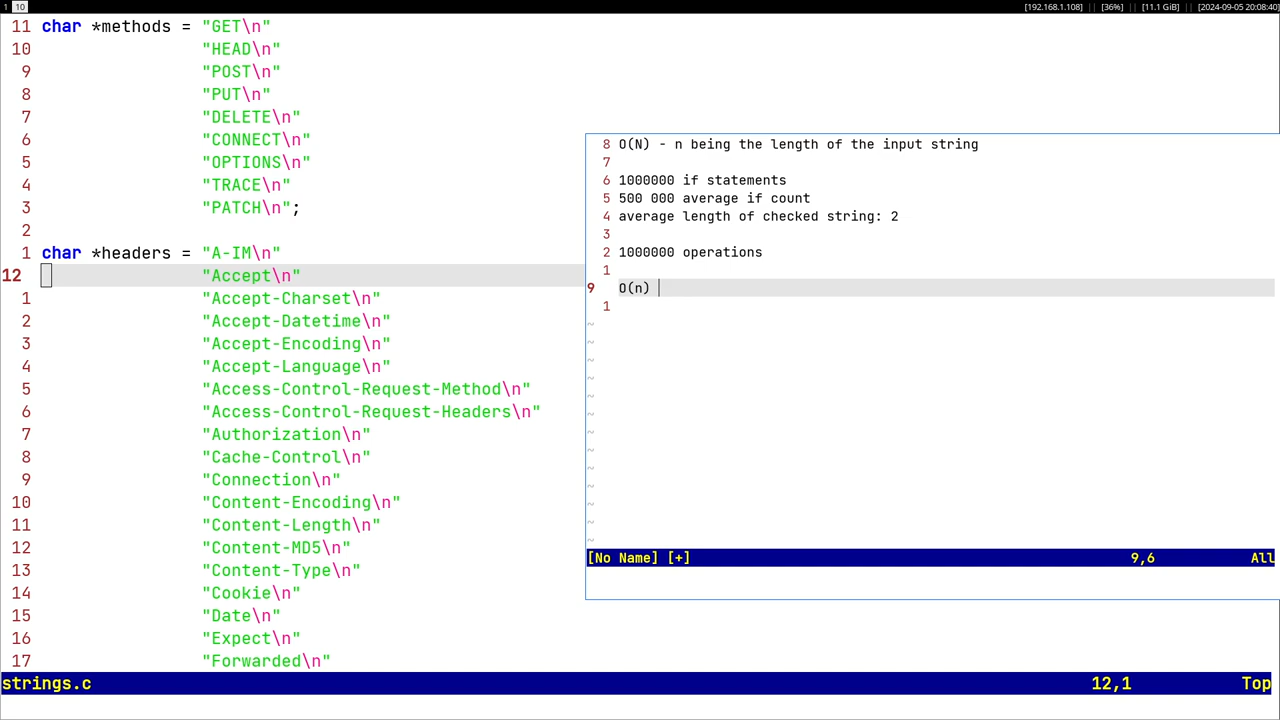 1 10 [192.168.1.108] || [36%] || [11.1 GiB] || [2024-09-05 20:08:40]
11 char *methods = "GET\n"
10 "HEAD\n"
9 "POST\n"
8 "PUT\n"
7 "DELETE\n"
6 "CONNECT\n"
5 "OPTIONS\n"
4 "TRACE\n"
3 "PATCH\n";
2
1 char *headers = "A-IM\n"
12 "Accept\n"
1 "Accept-Charset\n"
2 "Accept-Datetime\n"
3 "Accept-Encoding\n"
4 "Accept-Language\n"
5 "Access-Control-Request-Method\n"
6 "Access-Control-Request-Headers\n"
7 "Authorization\n"
8 "Cache-Control\n"
9 "Connection\n"
10 "Content-Encoding\n"
11 "Content-Length\n"
12 "Content-MD5\n"
13 "Content-Type\n"
14 "Cookie\n"
15 "Date\n"
16 "Expect\n"
17 "Forwarded\n"
strings.c 12,1 Top
8 O(N) - n being the length of the input string
7
6 1000000 if statements
5 500 000 average if count
4 average length of checked string: 2
3
2 1000000 operations
1
9 O(n)
1
~
~
~
~
~
~
~
~
~
~
~
~
~
[No Name] [+] 9,6 All